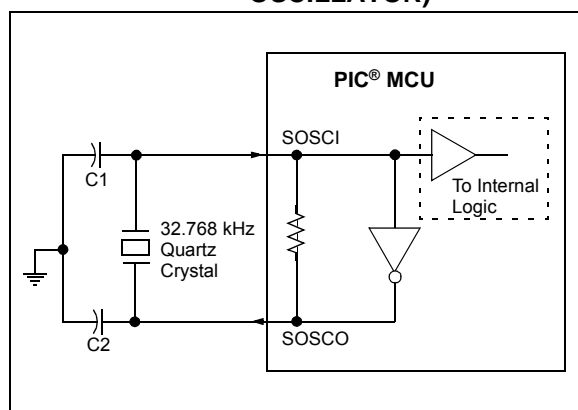 OSCILLATOR)
PIC® MCU
SOSCI
C1
To Internal
Logic
32.768 kHz
Quartz
Crystal
C2
SOSCO